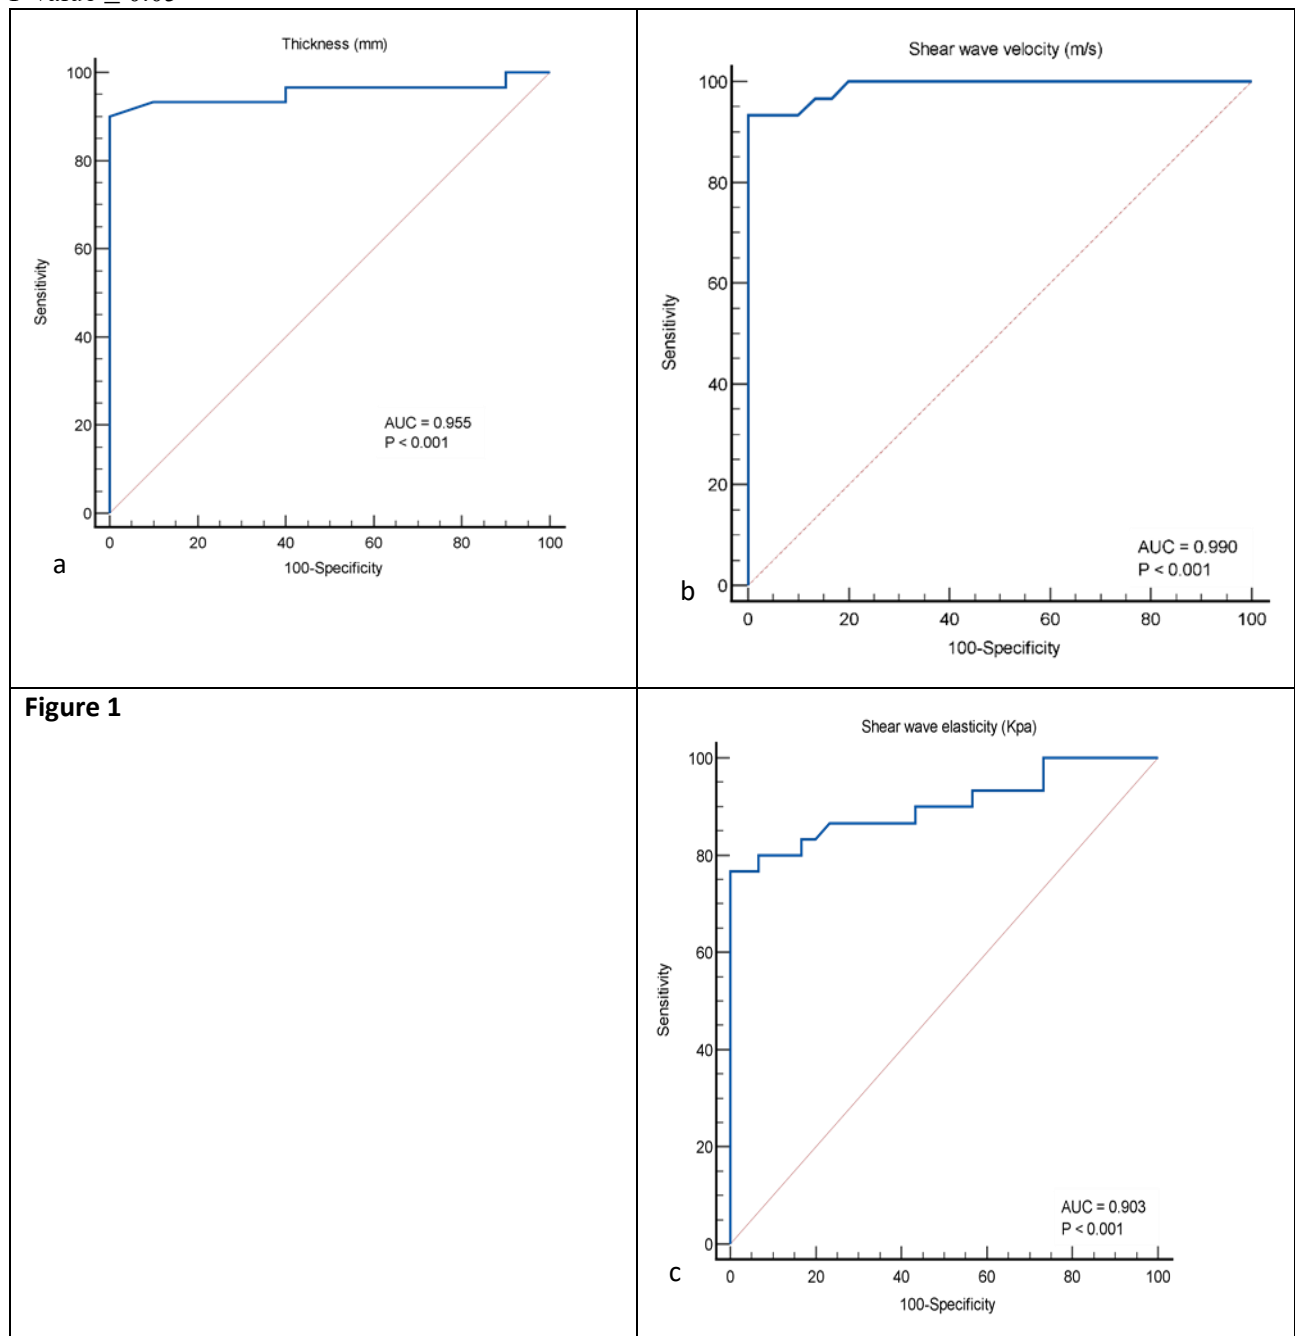 Thickness (mm)
100
80
60
40
20
0
Sensitivity
AUC = 0.955
P < 0.001
0 20 40 60 80 100
100-Specificity
a
Shear wave velocity (m/s)
100
80
60
40
20
0
Sensitivity
AUC = 0.990
P < 0.001
0 20 40 60 80 100
100-Specificity
b
Figure 1
Shear wave elasticity (Kpa)
100
80
60
40
20
0
Sensitivity
AUC = 0.903
P < 0.001
0 20 40 60 80 100
100-Specificity
c